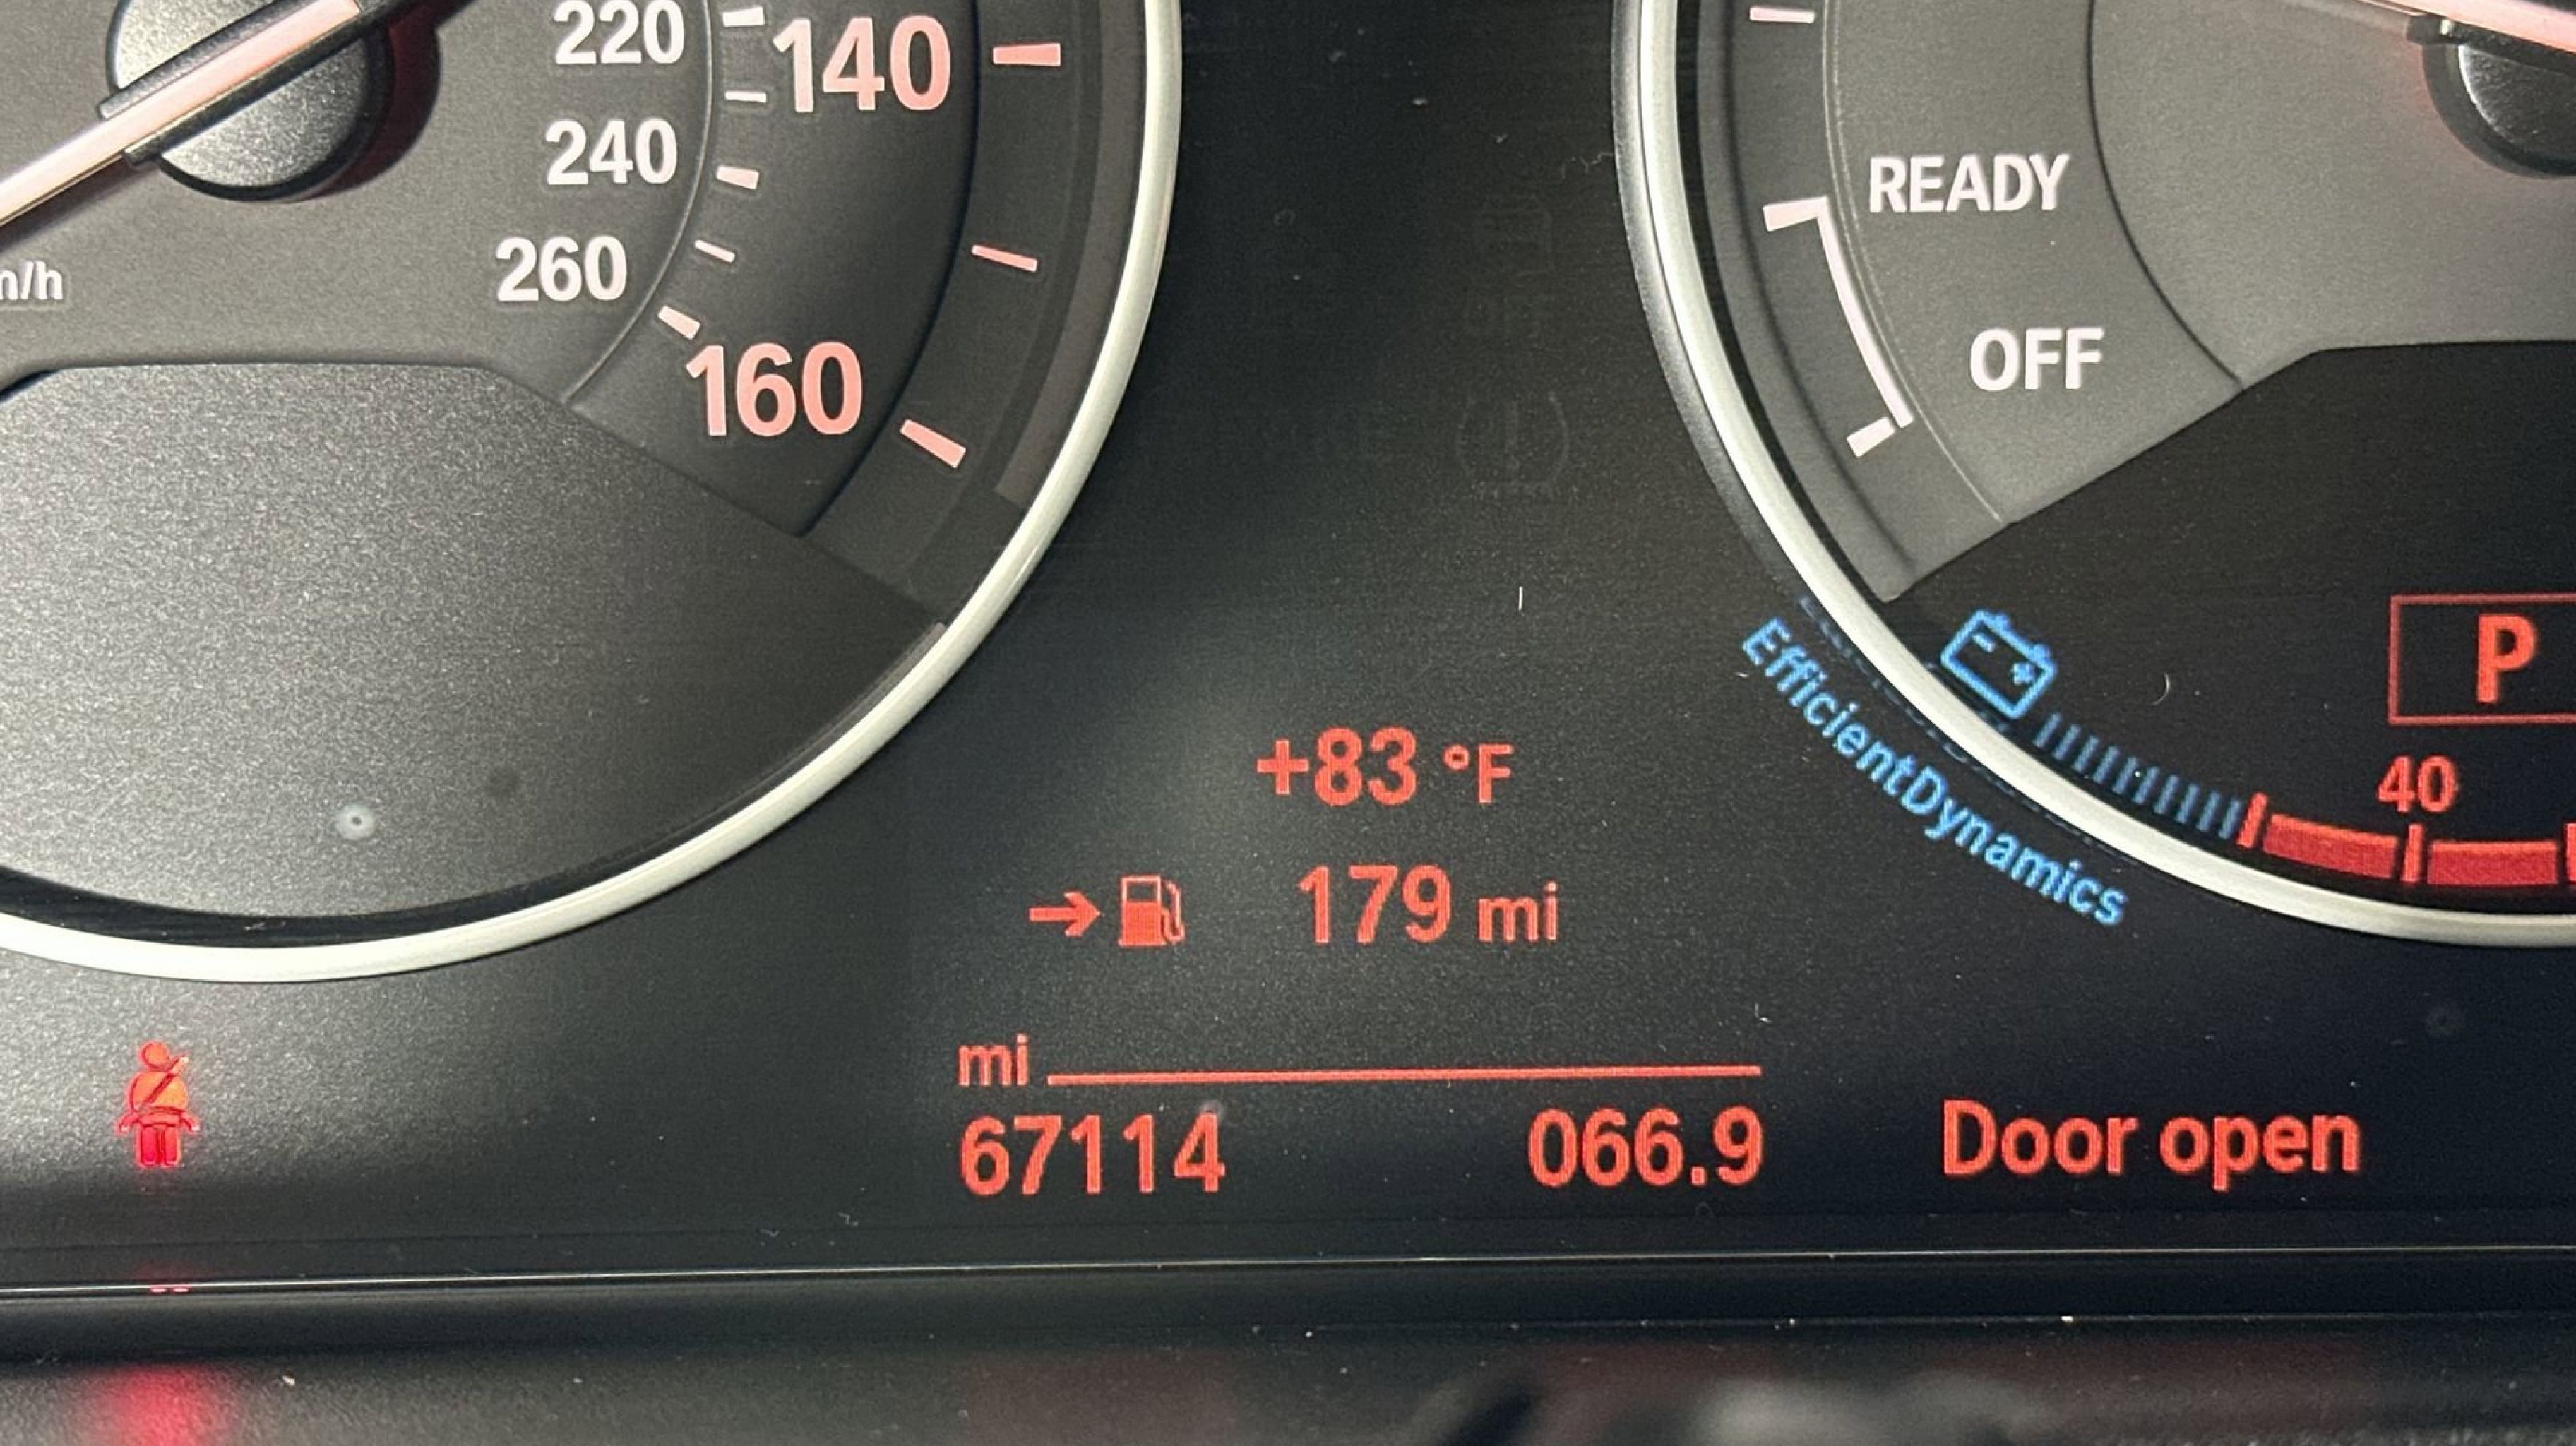 220
140
240
260
m/h
160
READY
OFF
P
40
EfficientDynamics
+83 °F
179 mi
mi
67114 066.9
Door open